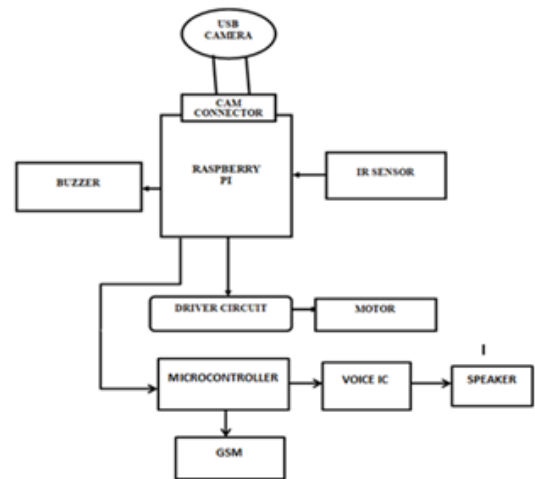 USB
CAMERA
CAM
CONNECTOR
RASPBERRY
PI
BUZZER
IR SENSOR
DRIVER CIRCUIT
MOTOR
I
MICROCONTROLLER
VOICE IC
SPEAKER
GSM